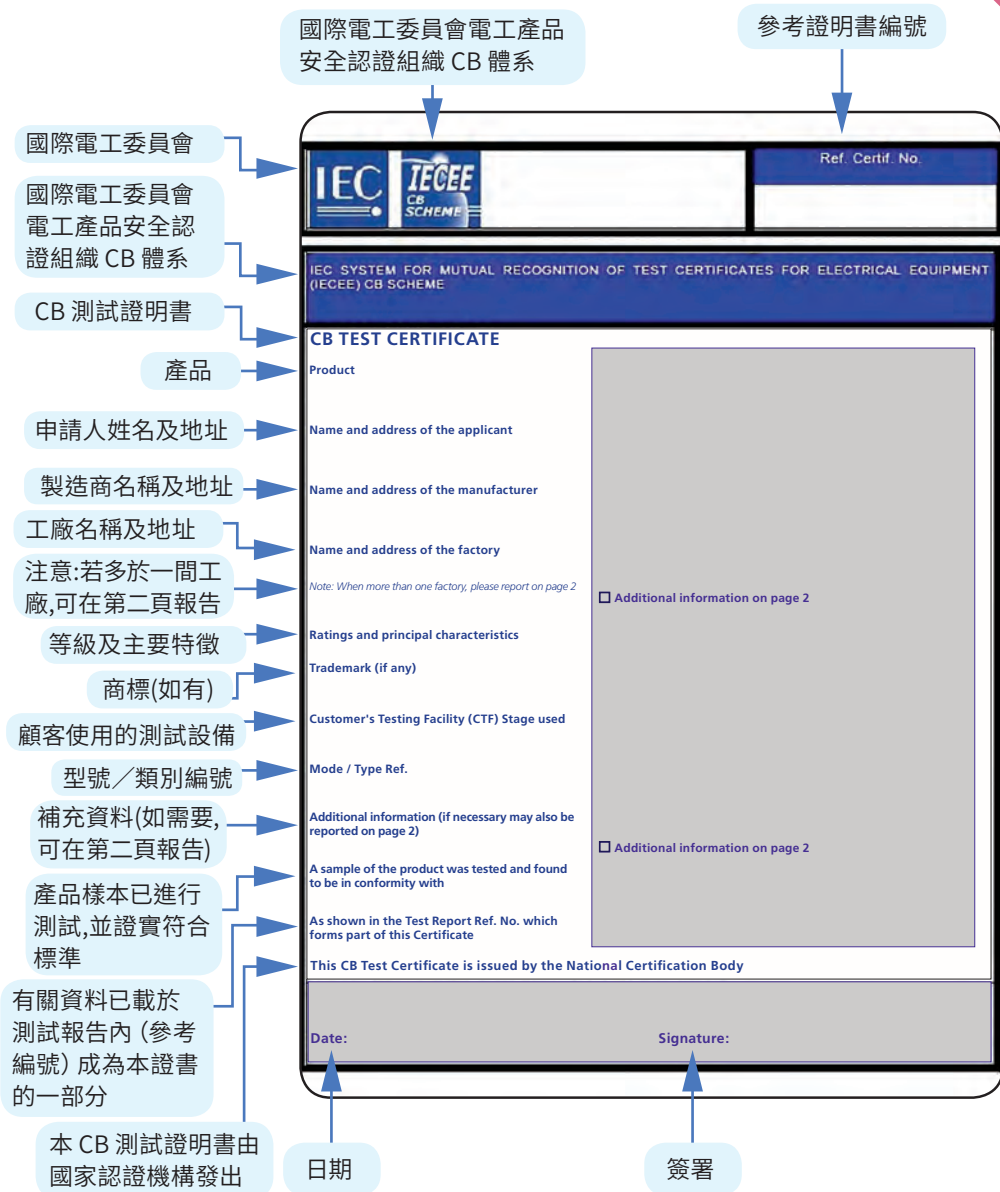 國際電工委員會電工產品
安全認證組織 CB 體系
參考證明書編號
國際電工委員會
國際電工委員會
電工產品安全認
證組織 CB 體系
CB 測試證明書
產品
申請人姓名及地址
製造商名稱及地址
工廠名稱及地址
注意:若多於一間工
廠,可在第二頁報告
等級及主要特徵
商標(如有)
顧客使用的測試設備
型號／類別編號
補充資料(如需要,
可在第二頁報告)
產品樣本已進行
測試,並證實符合
標準
有關資料已載於
測試報告內（參考
編號）成為本證書
的一部分
本 CB 測試證明書由
國家認證機構發出
IEC
IECEE
CB
SCHEME
Ref. Certif. No.
IEC SYSTEM FOR MUTUAL RECOGNITION OF TEST CERTIFICATES FOR ELECTRICAL EQUIPMENT
(IECEE) CB SCHEME
CB TEST CERTIFICATE
Product
Name and address of the applicant
Name and address of the manufacturer
Name and address of the factory
Note: When more than one factory, please report on page 2
Additional information on page 2
Ratings and principal characteristics
Trademark (if any)
Customer's Testing Facility (CTF) Stage used
Mode / Type Ref.
Additional information (if necessary may also be
reported on page 2)
Additional information on page 2
A sample of the product was tested and found
to be in conformity with
As shown in the Test Report Ref. No. which
forms part of this Certificate
This CB Test Certificate is issued by the National Certification Body
Date:
Signature:
日期
簽署